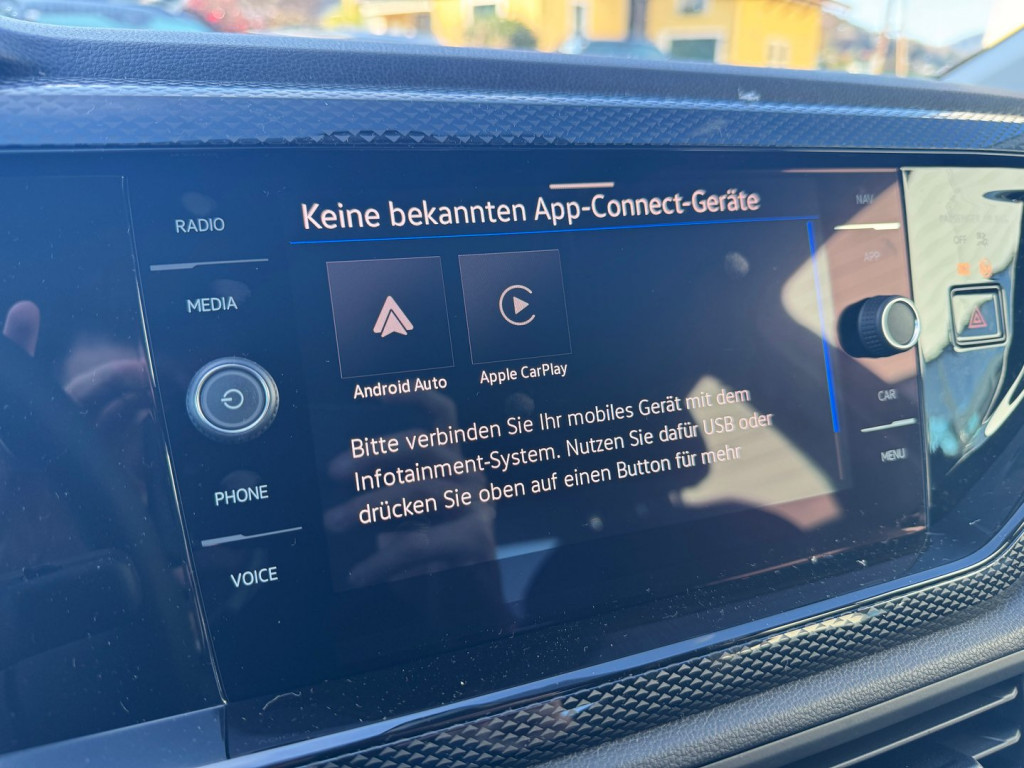 Keine bekannten App-Connect-Geräte
RADIO
MEDIA
PHONE
VOICE
Android Auto
Apple CarPlay
Bitte verbinden Sie Ihr mobiles Gerät mit dem
Infotainment-System. Nutzen Sie dafür USB oder
drücken Sie oben auf einen Button für mehr
NAV
APP
CAR
MENU
OFF